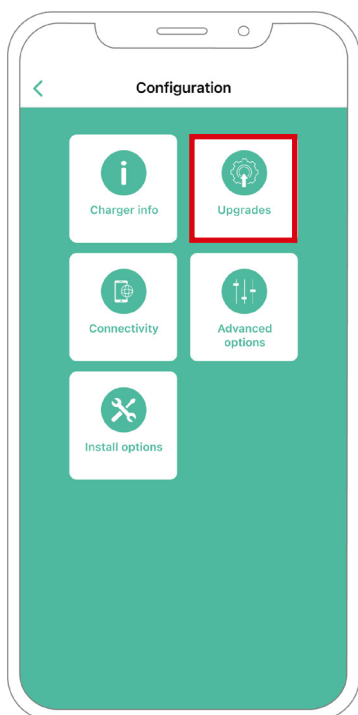 Configuration
Charger info
Upgrades
Connectivity
Advanced
options
Install options